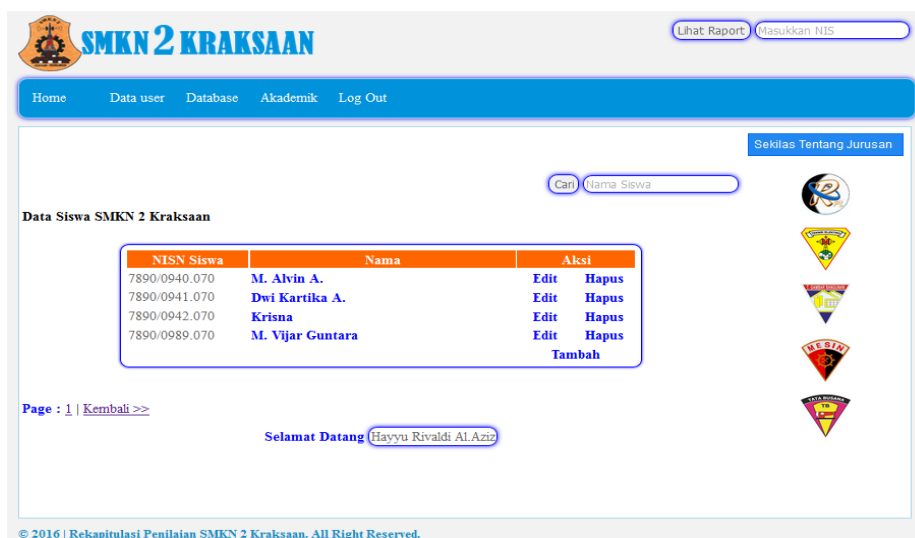 SMKN 2 KRAKSAAN
Lihat Raport Masukkan NIS
Home Data user Database Akademik Log Out
Sekilas Tentang Jurusan
Cari Nama Siswa
Data Siswa SMKN 2 Kraksaan
NISN Siswa Nama Aksi
7890/0940.070 M. Alvin A. Edit Hapus
7890/0941.070 Dwi Kartika A. Edit Hapus
7890/0942.070 Krisna Edit Hapus
7890/0989.070 M. Vijar Guntara Edit Hapus
Tambah
MESIN
TATA BUSANA
TB
Page : 1 | Kembali >>
Selamat Datang Hayyu Rivaldi Al.Aziz
© 2016 | Rekapitulasi Penilaian SMKN 2 Kraksaan. All Right Reserved.